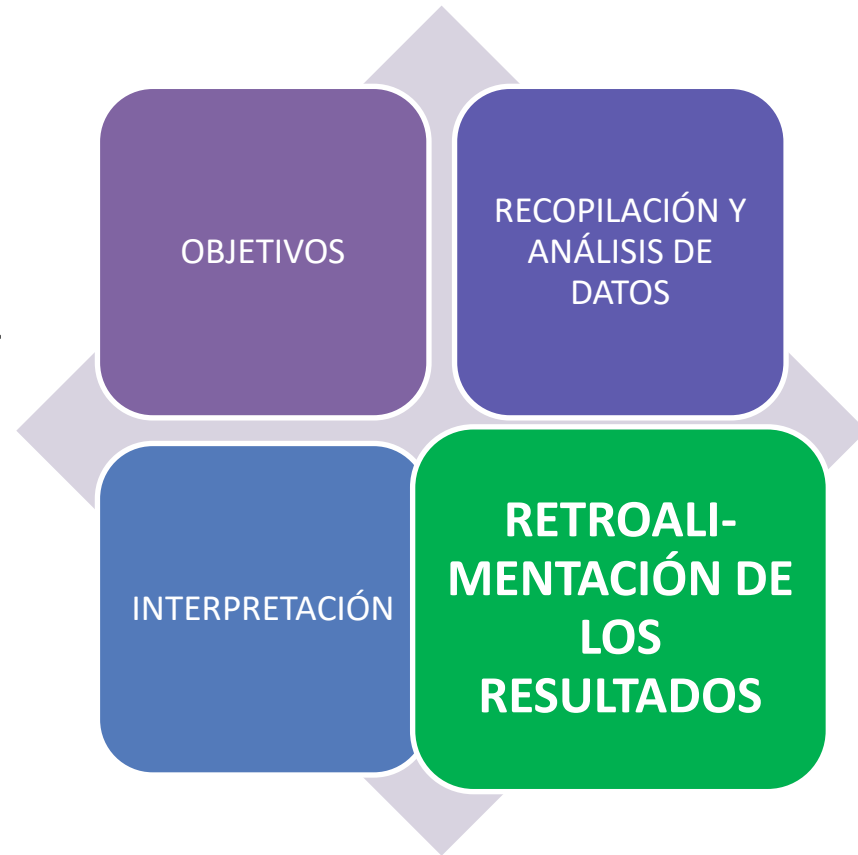 OBJETIVOS
RECOPILACIÓN Y
ANÁLISIS DE
DATOS
INTERPRETACIÓN
RETROALI-
MENTACIÓN DE
LOS
RESULTADOS